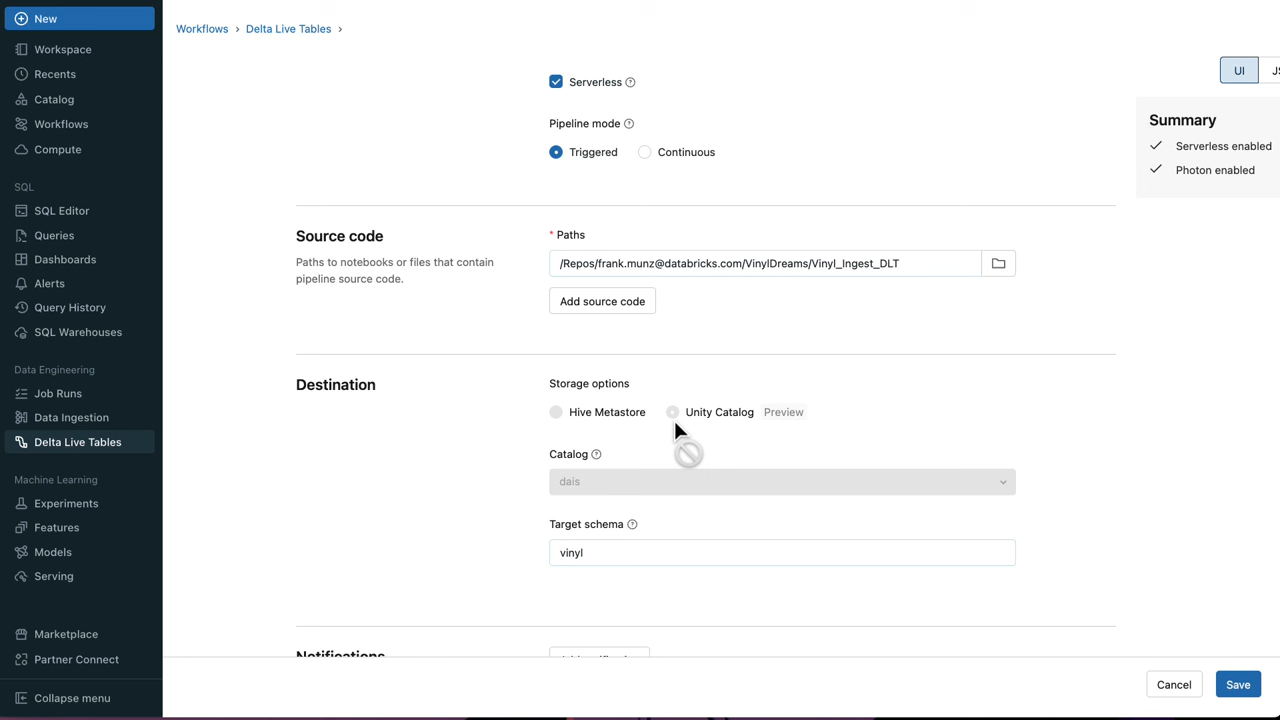 New
Workspace
Recents
Catalog
Workflows
Compute
SQL
SQL Editor
Queries
Dashboards
Alerts
Query History
SQL Warehouses
Data Engineering
Job Runs
Data Ingestion
Delta Live Tables
Machine Learning
Experiments
Features
Models
Serving
Marketplace
Partner Connect
Collapse menu
Workflows › Delta Live Tables ›
Serverless
Pipeline mode
Triggered Continuous
UI
Summary
Serverless enabled
Photon enabled
Source code
Paths to notebooks or files that contain
pipeline source code.
* Paths
/Repos/frank.munz@databricks.com/VinylDreams/Vinyl_Ingest_DLT
Add source code
Destination
Storage options
Hive Metastore Unity Catalog Preview
Catalog
dais
Target schema
vinyl
Notifications
Cancel Save